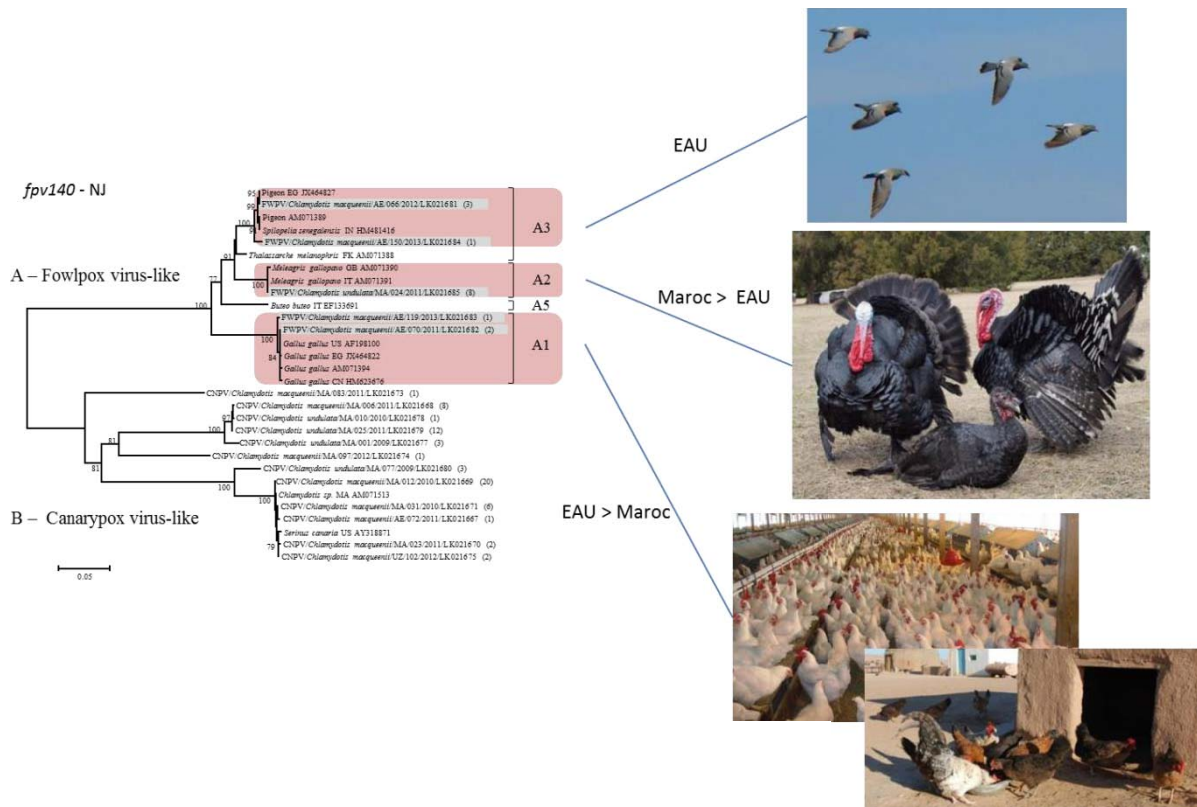 fpv140 - NJ
A – Fowlpox virus-like
B – Canarypox virus-like
95
Pigeon EG JX464827
99
FWPV/Chlamydotis macqueenii/AE/066/2012/LK021681 (3)
Pigeon AM071389
100
Spilopelia senegalensis IN HM481416
FWPV/Chlamydotis macqueenii/AE/150/2013/LK021684 (1)
A3
91
Thalassarche melanophris FK AM071388
Meleagris gallopavo GB AM071390
77
Meleagris gallopavo IT AM071391
A2
100
FWPV/Chlamydotis undulata/MA/024/2011/LK021685 (8)
100
Buteo buteo IT EF133691
A5
FWPV/Chlamydotis macqueenii/AE/119/2013/LK021683 (1)
100
FWPV/Chlamydotis macqueenii/AE/070/2011/LK021682 (2)
Gallus gallus US AF198100
A1
84
Gallus gallus EG JX464822
Gallus gallus AM071394
Gallus gallus CN HM623676
CNPV/Chlamydotis macqueenii/MA/083/2011/LK021673 (1)
CNPV/Chlamydotis macqueenii/MA/006/2011/LK021668 (8)
97
CNPV/Chlamydotis undulata/MA/010/2010/LK021678 (1)
100
CNPV/Chlamydotis undulata/MA/025/2011/LK021679 (12)
81
CNPV/Chlamydotis undulata/MA/001/2009/LK021677 (3)
CNPV/Chlamydotis macqueenii/MA/097/2012/LK021674 (1)
81
CNPV/Chlamydotis undulata/MA/077/2009/LK021680 (3)
100
CNPV/Chlamydotis macqueenii/MA/012/2010/LK021669 (20)
100
Chlamydotis sp. MA AM071513
CNPV/Chlamydotis macqueenii/MA/031/2010/LK021671 (6)
CNPV/Chlamydotis macqueenii/AE/072/2011/LK021667 (1)
Serinus canaria US AY318871
79
CNPV/Chlamydotis macqueenii/MA/023/2011/LK021670 (2)
CNPV/Chlamydotis macqueenii/UZ/102/2012/LK021675 (2)
0.05
EAU
Maroc > EAU
EAU > Maroc